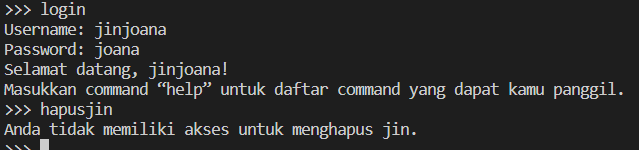 >>> login
Username: jinjoana
Password: joana
Selamat datang, jinjoana!
Masukkan command “help” untuk daftar command yang dapat kamu panggil.
>>> hapusjin
Anda tidak memiliki akses untuk menghapus jin.
>>>